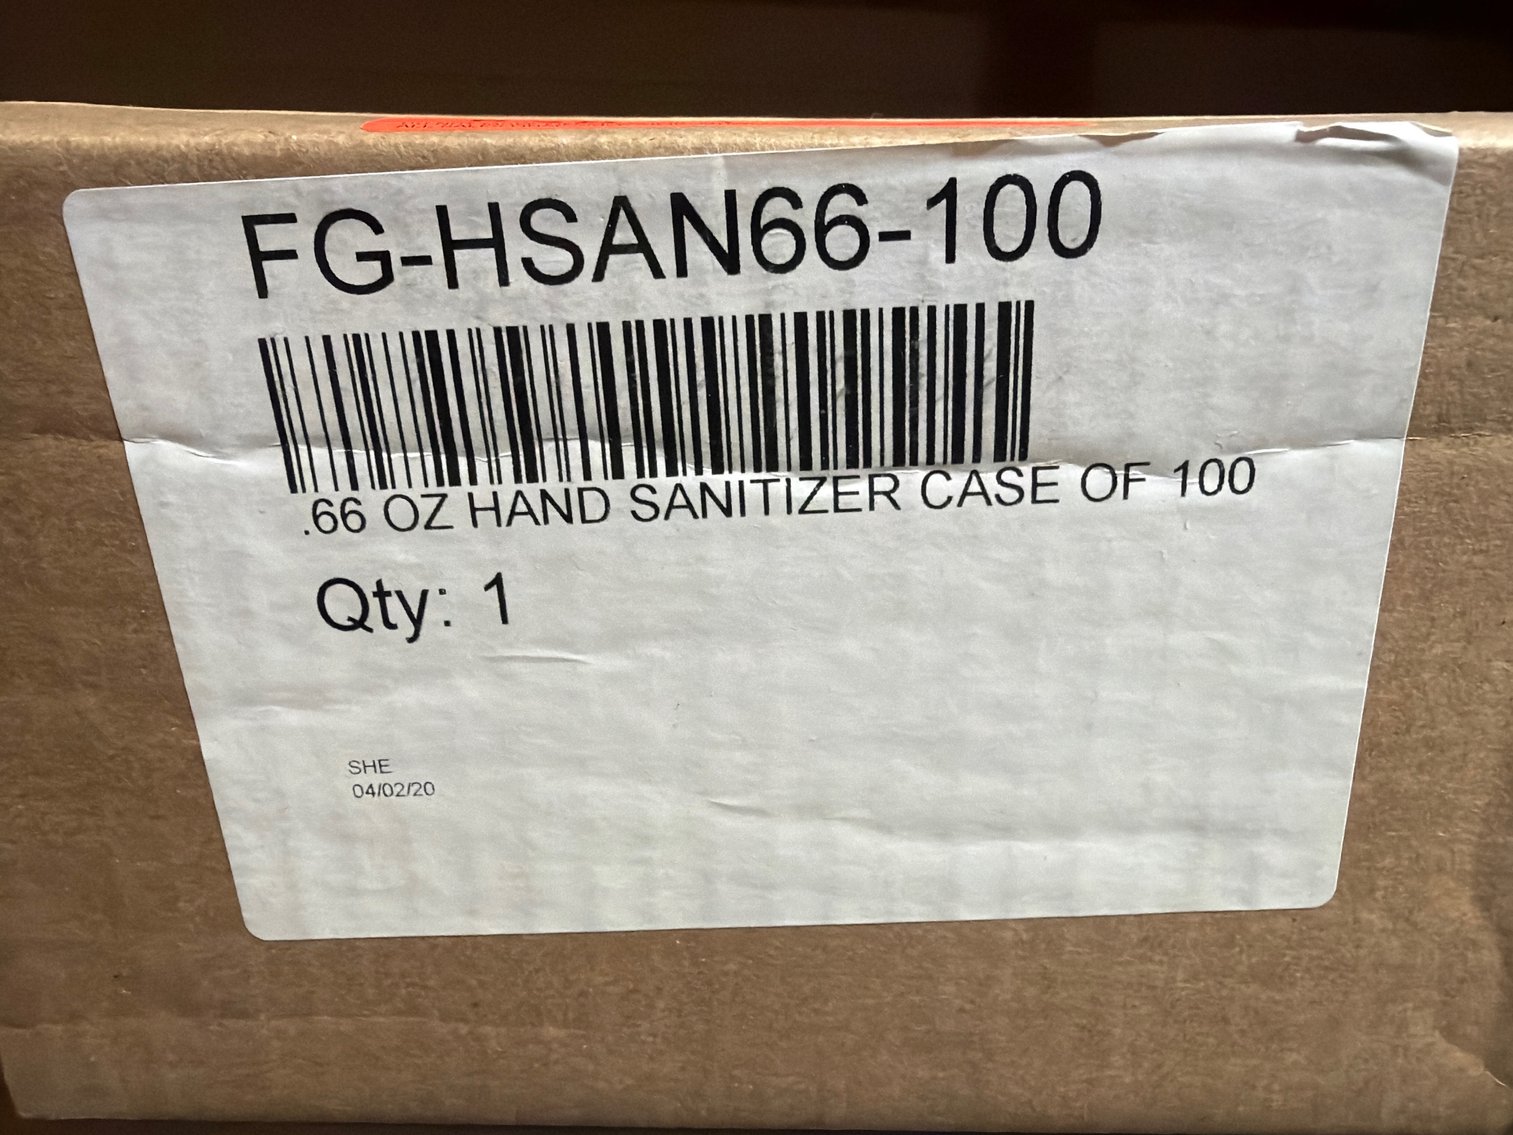 FG-HSAN66-100
.66 OZ HAND SANITIZER CASE OF 100
Qty: 1
SHE
04/02/20